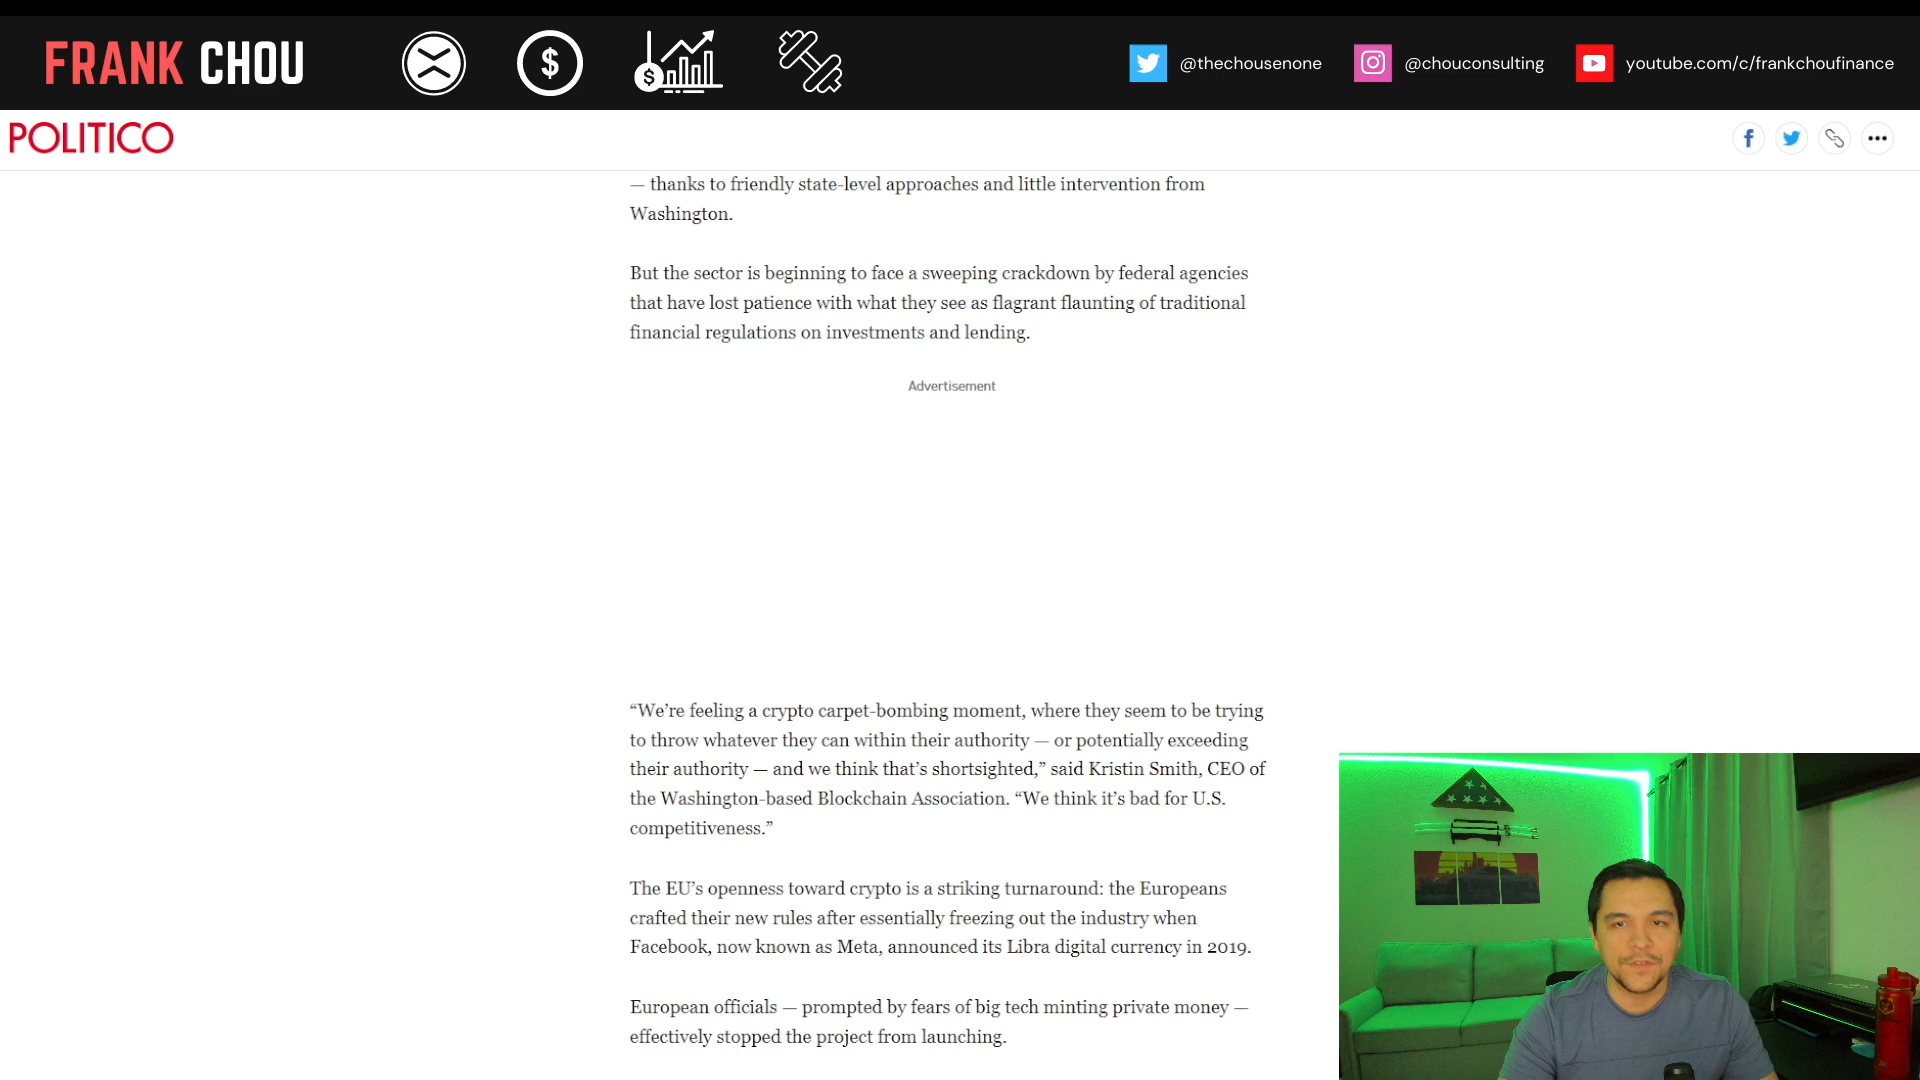 FRANK CHOU
@thechousenone
@chouconsulting
youtube.com/c/frankchoufinance
POLITICO
— thanks to friendly state-level approaches and little intervention from
Washington.
But the sector is beginning to face a sweeping crackdown by federal agencies
that have lost patience with what they see as flagrant flaunting of traditional
financial regulations on investments and lending.
Advertisement
“We’re feeling a crypto carpet-bombing moment, where they seem to be trying
to throw whatever they can within their authority — or potentially exceeding
their authority — and we think that’s shortsighted,” said Kristin Smith, CEO of
the Washington-based Blockchain Association. “We think it’s bad for U.S.
competitiveness.”
The EU’s openness toward crypto is a striking turnaround: the Europeans
crafted their new rules after essentially freezing out the industry when
Facebook, now known as Meta, announced its Libra digital currency in 2019.
European officials — prompted by fears of big tech minting private money —
effectively stopped the project from launching.